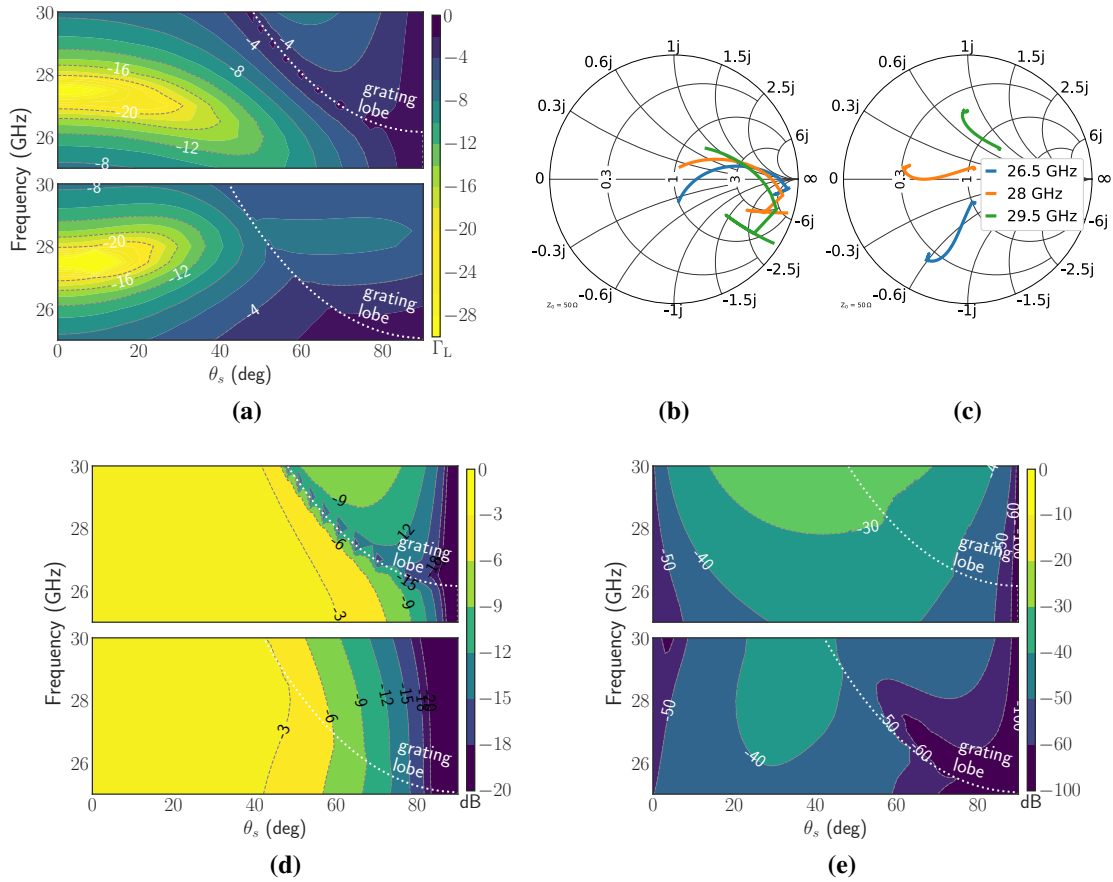 30
28
26
30
28
26
Frequency (GHz)
-16
-20
-12
-8
-4
-4
-8
grating
lobe
-8
-20
-12
-16
-4
grating
lobe
0
20
40
60
80
θs (deg)
0
−4
−8
−12
−16
−20
−24
−28
ΓL
(a)
0.3j
0.6j
1j
1.5j
2.5j
6j
∞
-6j
-2.5j
-1.5j
-1j
-0.6j
-0.3j
0
0.3
1
3
Z0 = 50 Ω
(b)
0.3j
0.6j
1j
1.5j
2.5j
6j
∞
-6j
-2.5j
-1.5j
-1j
-0.6j
-0.3j
0
0.3
1
26.5 GHz
28 GHz
29.5 GHz
Z0 = 50 Ω
(c)
30
28
26
30
28
26
Frequency (GHz)
-9
-12
-6
-18
-15
-9
-3
grating
lobe
-3
-6
-9
-12
-15
-18
-20
grating
lobe
0
20
40
60
80
θs (deg)
0
−3
−6
−9
−12
−15
−18
−20
dB
(d)
30
28
26
30
28
26
Frequency (GHz)
-30
-40
-50
-50
-60
-100
grating
lobe
-50
-40
-50
-60
-100
grating
lobe
0
20
40
60
80
θs (deg)
0
−10
−20
−30
−40
−50
−60
−100
dB
(e)